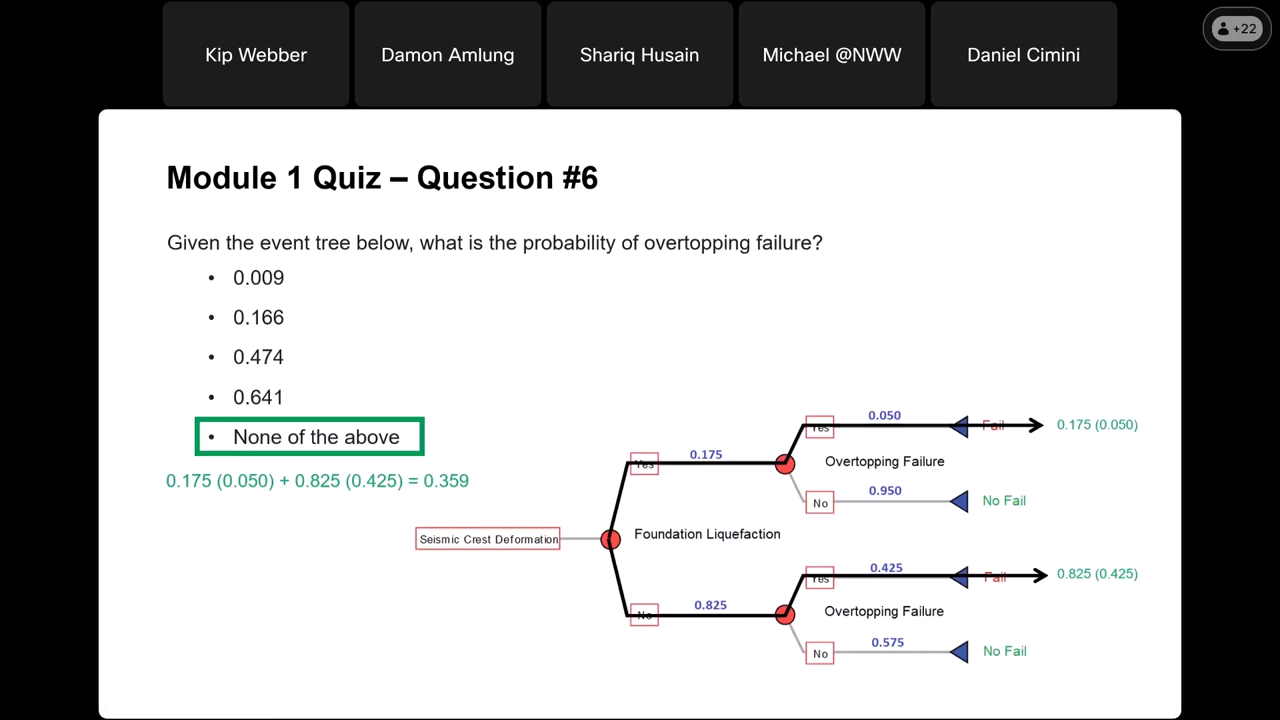 Kip Webber
Damon Amlung
Shariq Husain
Michael @NWW
Daniel Cimini
+22
Module 1 Quiz – Question #6
Given the event tree below, what is the probability of overtopping failure?
• 0.009
• 0.166
• 0.474
• 0.641
• None of the above
0.175 (0.050) + 0.825 (0.425) = 0.359
Seismic Crest Deformation
Foundation Liquefaction
Yes
0.175
Yes
0.050
Fail
0.175 (0.050)
Overtopping Failure
No
0.950
No Fail
No
0.825
Yes
0.425
Fail
0.825 (0.425)
Overtopping Failure
No
0.575
No Fail